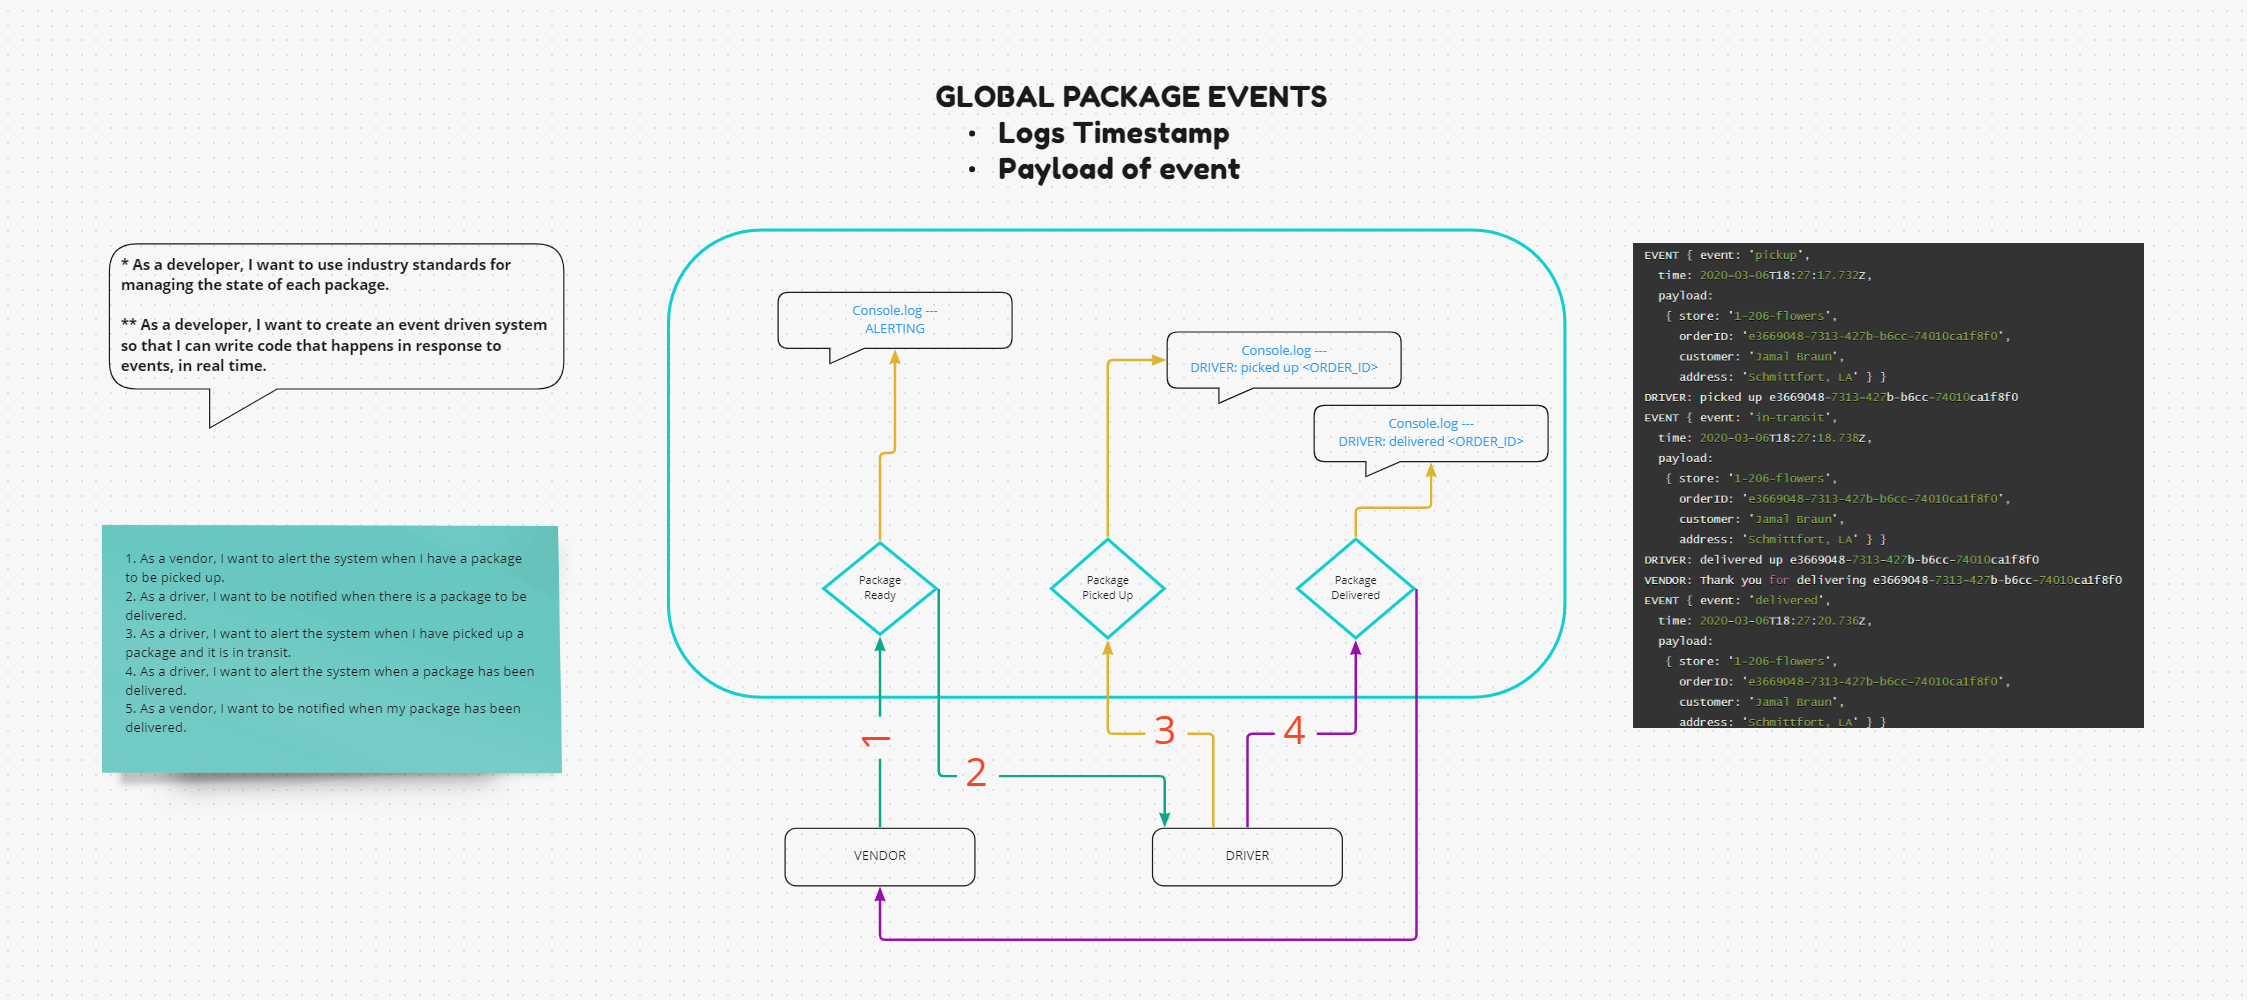 GLOBAL PACKAGE EVENTS
• Logs Timestamp
• Payload of event
* As a developer, I want to use industry standards for
managing the state of each package.
** As a developer, I want to create an event driven system
so that I can write code that happens in response to
events, in real time.
1. As a vendor, I want to alert the system when I have a package
to be picked up.
2. As a driver, I want to be notified when there is a package to be
delivered.
3. As a driver, I want to alert the system when I have picked up a
package and it is in transit.
4. As a driver, I want to alert the system when a package has been
delivered.
5. As a vendor, I want to be notified when my package has been
delivered.
Console.log ---
ALERTING
Console.log ---
DRIVER: picked up <ORDER_ID>
Console.log ---
DRIVER: delivered <ORDER_ID>
Package
Ready
Package
Picked Up
Package
Delivered
1
2
3
4
VENDOR
DRIVER
EVENT { event: 'pickup',
time: 2020-03-06T18:27:17.732Z,
payload:
{ store: '1-206-flowers',
orderID: 'e3669048-7313-427b-b6cc-74010ca1f8f0',
customer: 'Jamal Braun',
address: 'Schmittfort, LA' } }
DRIVER: picked up e3669048-7313-427b-b6cc-74010ca1f8f0
EVENT { event: 'in-transit',
time: 2020-03-06T18:27:18.738Z,
payload:
{ store: '1-206-flowers',
orderID: 'e3669048-7313-427b-b6cc-74010ca1f8f0',
customer: 'Jamal Braun',
address: 'Schmittfort, LA' } }
DRIVER: delivered up e3669048-7313-427b-b6cc-74010ca1f8f0
VENDOR: Thank you for delivering e3669048-7313-427b-b6cc-74010ca1f8f0
EVENT { event: 'delivered',
time: 2020-03-06T18:27:20.736Z,
payload:
{ store: '1-206-flowers',
orderID: 'e3669048-7313-427b-b6cc-74010ca1f8f0',
customer: 'Jamal Braun',
address: 'Schmittfort, LA' } }